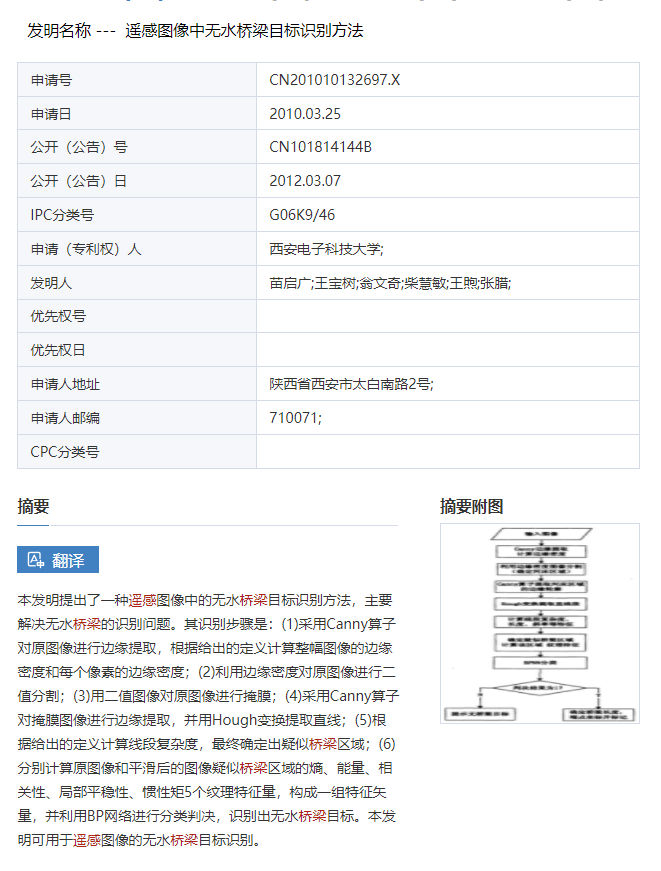 发明名称 --- 遥感图像中无水桥梁目标识别方法
申请号 CN201010132697.X
申请日 2010.03.25
公开（公告）号 CN101814144B
公开（公告）日 2012.03.07
IPC分类号 G06K9/46
申请（专利权）人 西安电子科技大学;
发明人 苗启广;王宝树;翁文奇;柴慧敏;王煦;张腊;
优先权号
优先权日
申请人地址 陕西省西安市太白南路2号;
申请人邮编 710071;
CPC分类号
摘要
翻译
本发明提出了一种遥感图像中的无水桥梁目标识别方法，主要
解决无水桥梁的识别问题。其识别步骤是：(1)采用Canny算子
对原图像进行边缘提取，根据给出的定义计算整幅图像的边缘
密度和每个像素的边缘密度；(2)利用边缘密度对原图像进行二
值分割；(3)用二值图像对原图像进行掩膜；(4)采用Canny算子
对掩膜图像进行边缘提取，并用Hough变换提取直线；(5)根
据给出的定义计算线段复杂度，最终确定出疑似桥梁区域；(6)
分别计算原图像和平滑后的图像疑似桥梁区域的熵、能量、相
关性、局部平稳性、惯性矩5个纹理特征量，构成一组特征矢
量，并利用BP网络进行分类判决，识别出无水桥梁目标。本发
明可用于遥感图像的无水桥梁目标识别。
摘要附图
输入图像
Canny边缘提取
计算边缘密度